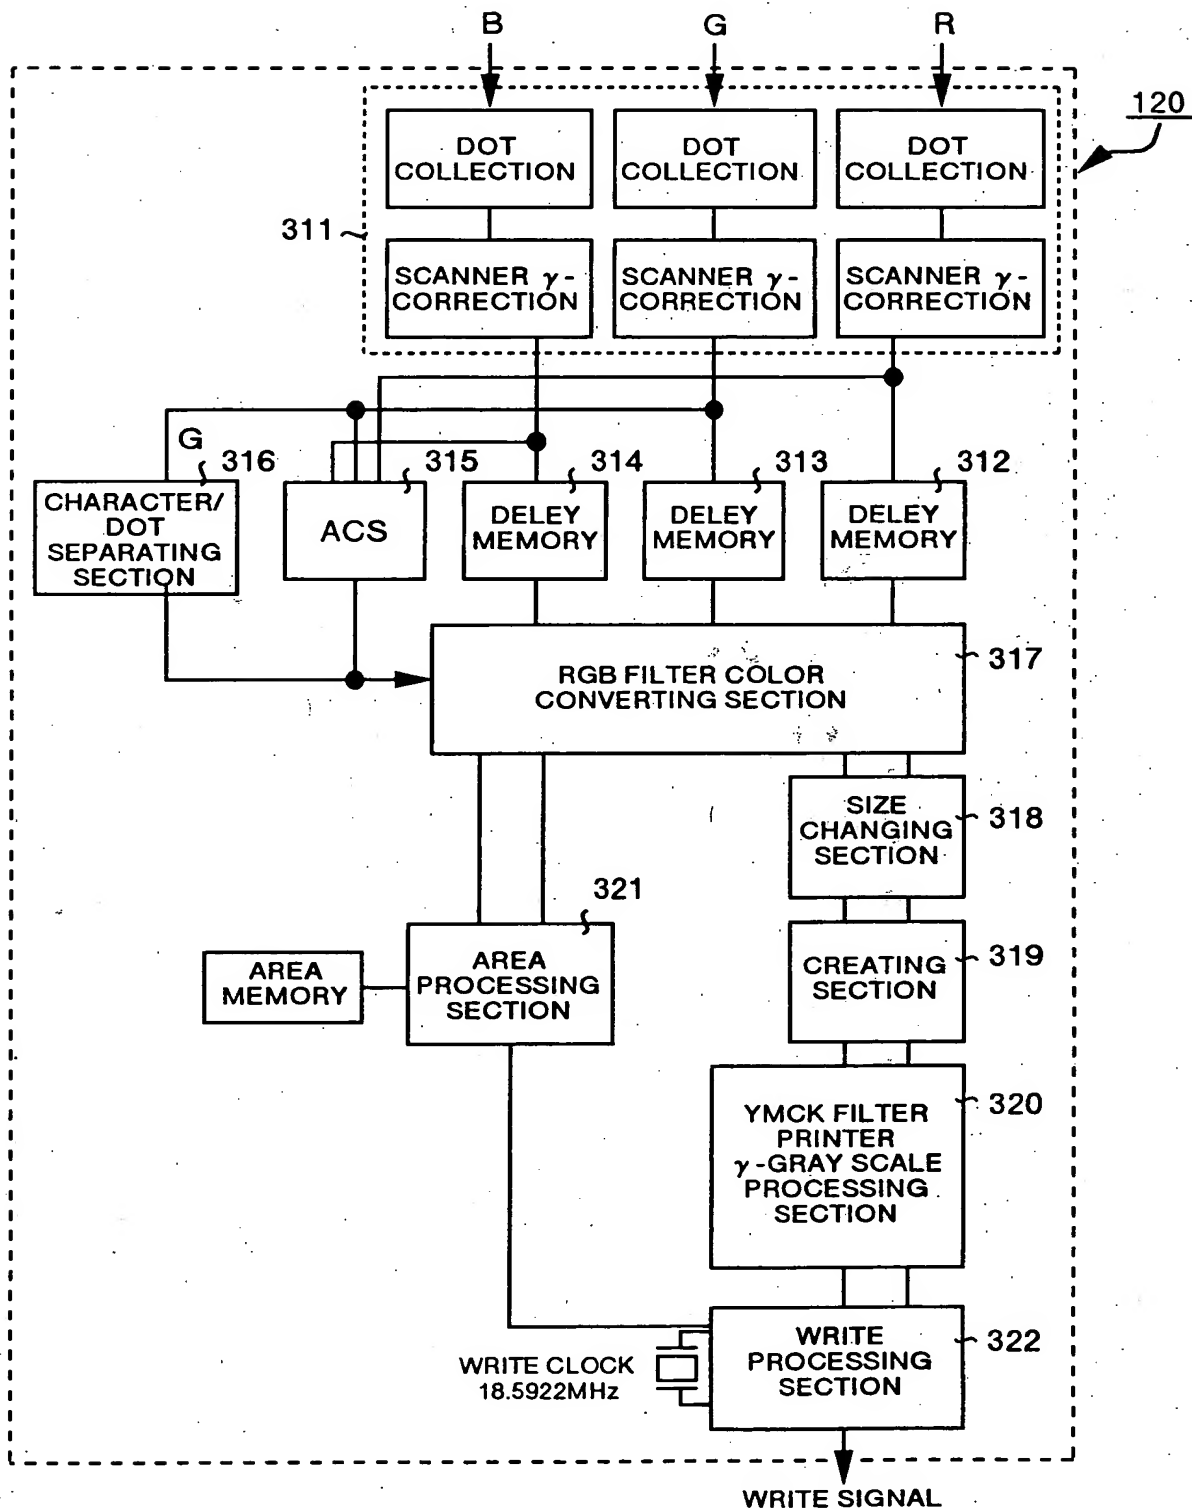 B
G
R
120
DOT
COLLECTION
DOT
COLLECTION
DOT
COLLECTION
311
SCANNER γ-
CORRECTION
SCANNER γ-
CORRECTION
SCANNER γ-
CORRECTION
G
316
315
314
313
312
CHARACTER/
DOT
SEPARATING
SECTION
ACS
DELEY
MEMORY
DELEY
MEMORY
DELEY
MEMORY
RGB FILTER COLOR
CONVERTING SECTION
317
SIZE
CHANGING
SECTION
318
321
AREA
MEMORY
AREA
PROCESSING
SECTION
CREATING
SECTION
319
YMCK FILTER
PRINTER
γ-GRAY SCALE
PROCESSING
SECTION
320
WRITE CLOCK
18.5922MHz
WRITE
PROCESSING
SECTION
322
WRITE SIGNAL